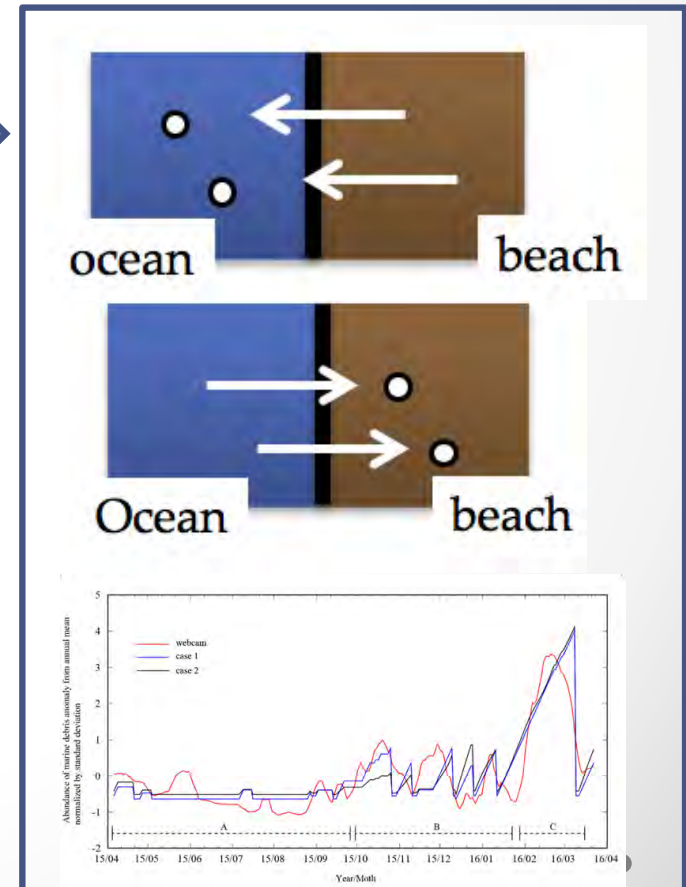 ocean
beach
Ocean
beach
Abundance of marine debris anomaly from annual mean
normalized by standard deviation
5
4
3
2
1
0
-1
-2
webcam
case 1
case 2
A
B
C
15/04 15/05 15/06 15/07 15/08 15/09 15/10 15/11 15/12 16/01 16/02 16/03 16/04
Year/Moth